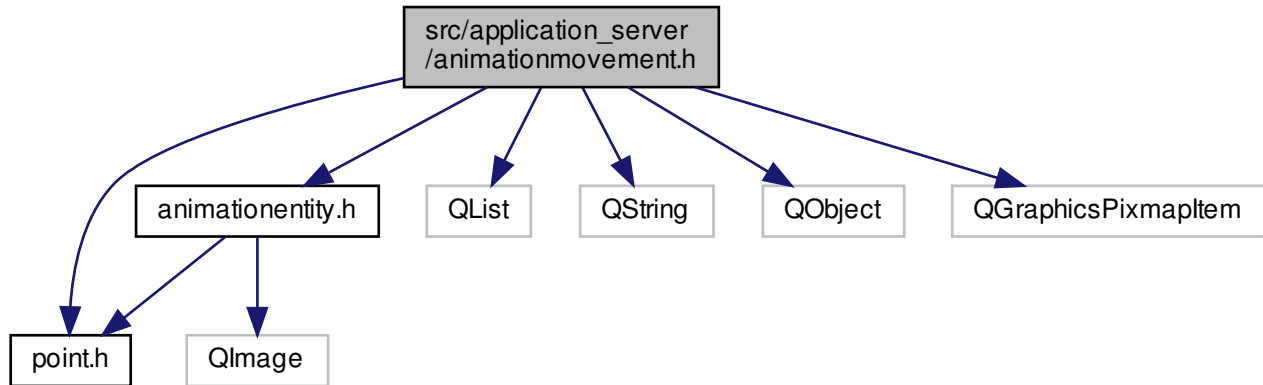 src/application_server
/animationmovement.h
animationentity.h
QList
QString
QObject
QGraphicsPixmapItem
point.h
QImage